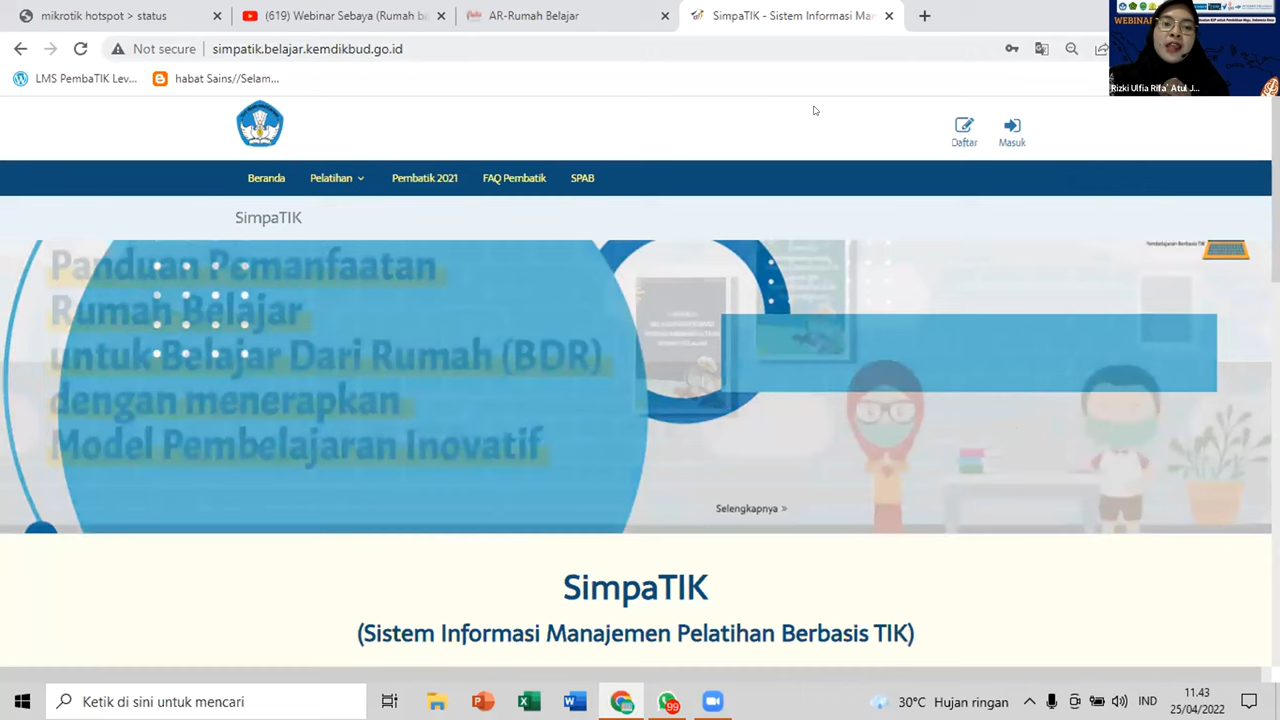 mikrotik hotspot > status
(619) Webinar Sebaya (Rumah
SimpaTIK - Sistem Informasi Ma
Not secure
simpatik.belajar.kemdikbud.go.id
LMS PembaTIK Lev...
habat Sains//Selam...
WEBINAR
Rizki Ulfia Rifa' Atul J...
Daftar
Masuk
Beranda
Pelatihan
Pembatik 2021
FAQ Pembatik
SPAB
SimpaTIK
Pembelajaran Berbasis TIK
Panduan Pemanfaatan
Rumah Belajar
untuk Belajar Dari Rumah (BDR)
dengan menerapkan
Model Pembelajaran Inovatif
Selengkapnya >
SimpaTIK
(Sistem Informasi Manajemen Pelatihan Berbasis TIK)
Ketik di sini untuk mencari
99
30°C Hujan ringan
IND
11.43
25/04/2022